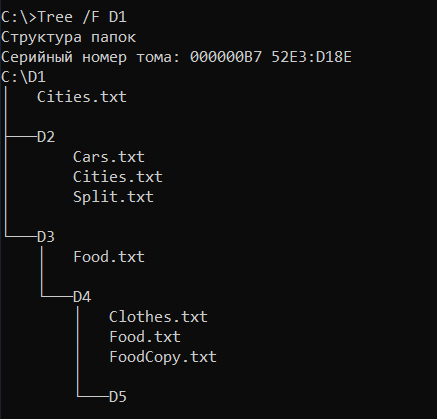 C:\>Tree /F D1
Структура папок
Серийный номер тома: 000000B7 52E3:D18E
C:\D1
Cities.txt
D2
Cars.txt
Cities.txt
Split.txt
D3
Food.txt
D4
Clothes.txt
Food.txt
FoodCopy.txt
D5